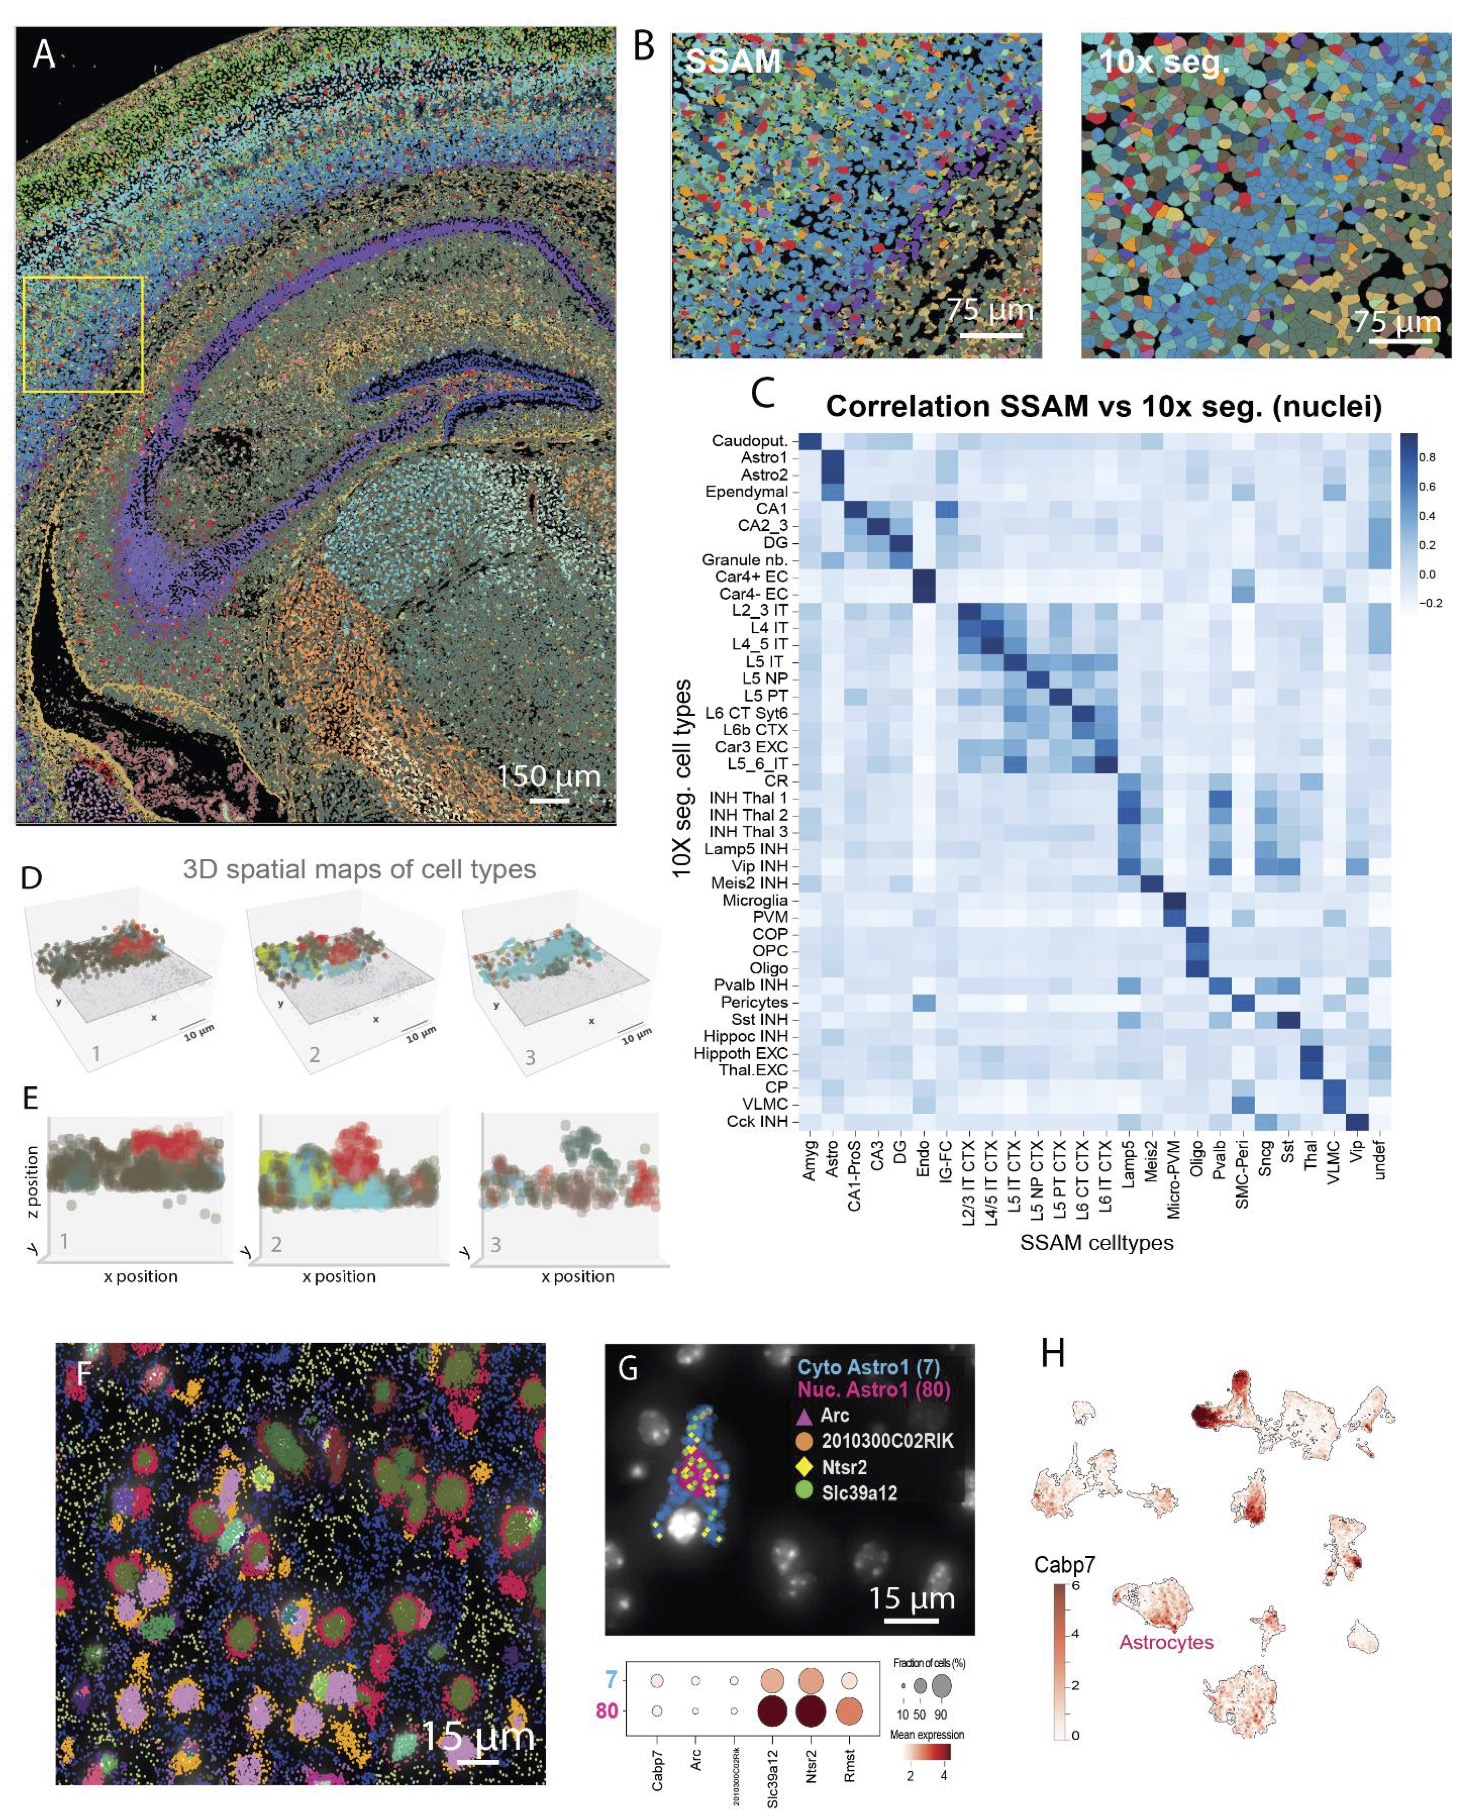 A
150 µm
B
SSAM
10x seg.
75 µm
75 µm
C
Correlation SSAM vs 10x seg. (nuclei)
10X seg. cell types
Caudoput.
Astro1
Astro2
Ependymal
CA1
CA2_3
DG
Granule nb.
Car4+ EC
Car4- EC
L2_3 IT
L4 IT
L4_5 IT
L5 IT
L5 NP
L5 PT
L6 CT Syt6
L6b CTX
Car3 EXC
L5_6_IT
CR
INH Thal 1
INH Thal 2
INH Thal 3
Lamp5 INH
Vip INH
Meis2 INH
Microglia
PVM
COP
OPC
Oligo
Pvalb INH
Pericytes
Sst INH
Hippoc INH
Hippoth EXC
Thal.EXC
CP
VLMC
Cck INH
0.8
0.6
0.4
0.2
0.0
−0.2
Amyg
Astro
CA1-ProS
CA3
DG
Endo
IG-FC
L2/3 IT CTX
L4/5 IT CTX
L5 IT CTX
L5 NP CTX
L5 PT CTX
L6 CT CTX
L6 IT CTX
Lamp5
Meis2
Micro-PVM
Oligo
Pvalb
SMC-Peri
Sncg
Sst
Thal
VLMC
Vip
undef
SSAM celltypes
D
3D spatial maps of cell types
y
x
10 µm
1
y
x
10 µm
2
y
x
10 µm
3
E
z position
y
1
x position
y
2
x position
y
3
x position
F
15 µm
G
Cyto Astro1 (7)
Nuc. Astro1 (80)
Arc
2010300C02RIK
Ntsr2
Slc39a12
15 µm
7
80
Cabp7
Arc
2010300C02Rik
Slc39a12
Ntsr2
Rmst
Fraction of cells (%)
10 50 90
Mean expression
2 4
H
Cabp7
6
4
2
0
Astrocytes